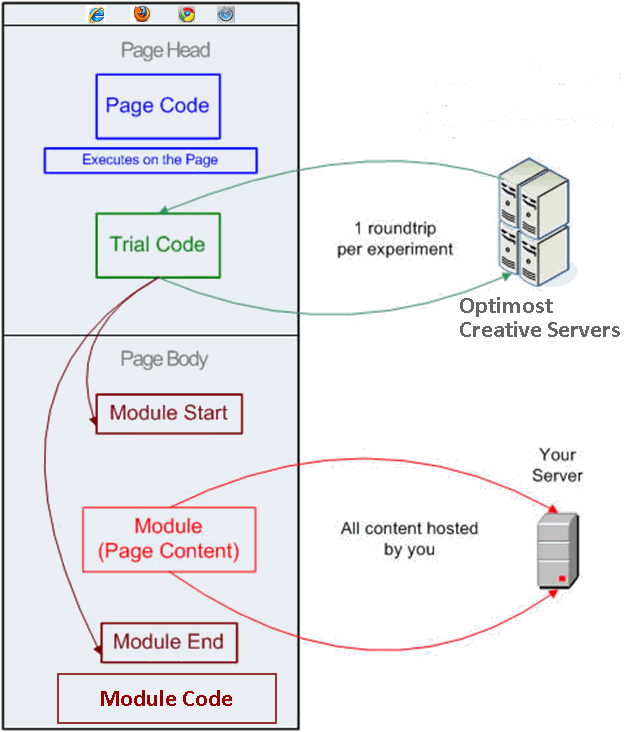 Page Head
Page Code
Executes on the Page
Trial Code
1 roundtrip
per experiment
Optimost
Creative Servers
Page Body
Module Start
Your
Server
Module
(Page Content)
All content hosted
by you
Module End
Module Code